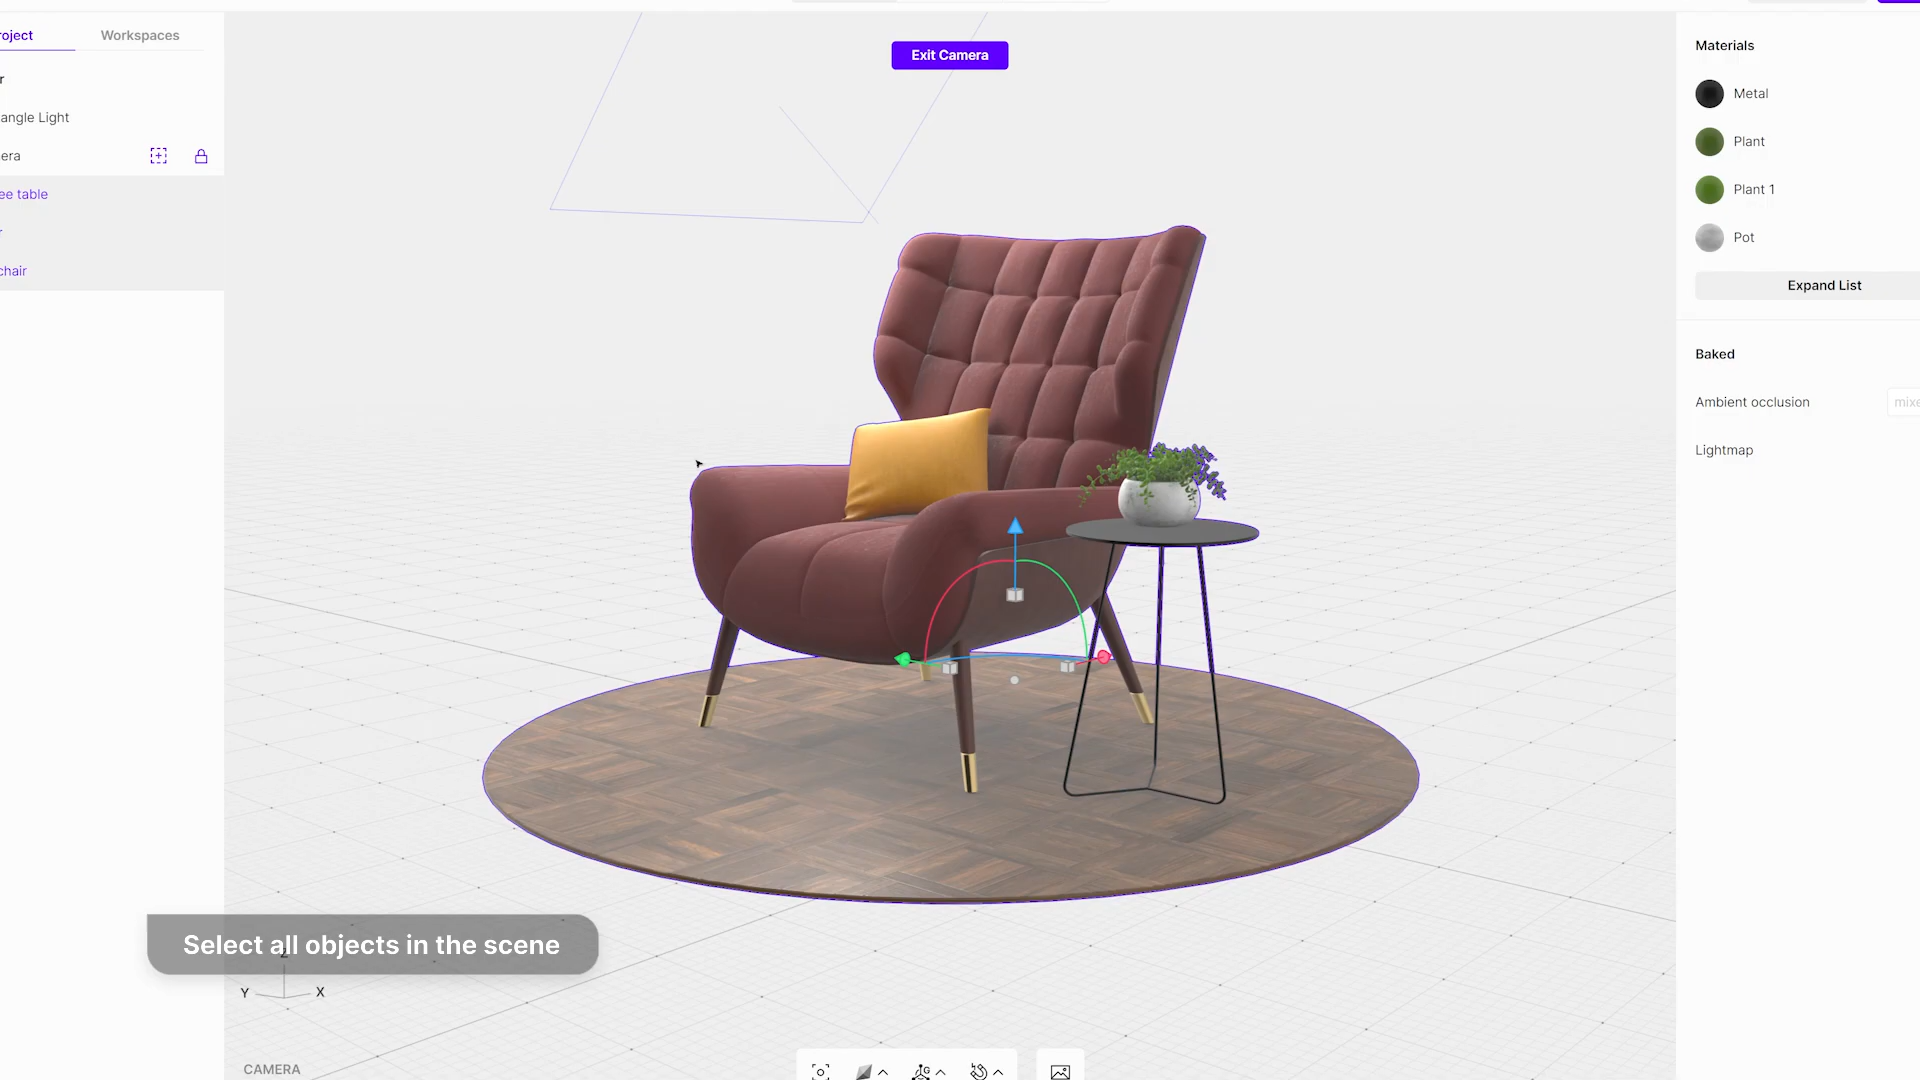 roject
Workspaces
r
angle Light
era
ee table
r
chair
Exit Camera
Materials
Metal
Plant
Plant 1
Pot
Expand List
Baked
Ambient occlusion
mixe
Lightmap
Select all objects in the scene
Z
Y
X
CAMERA